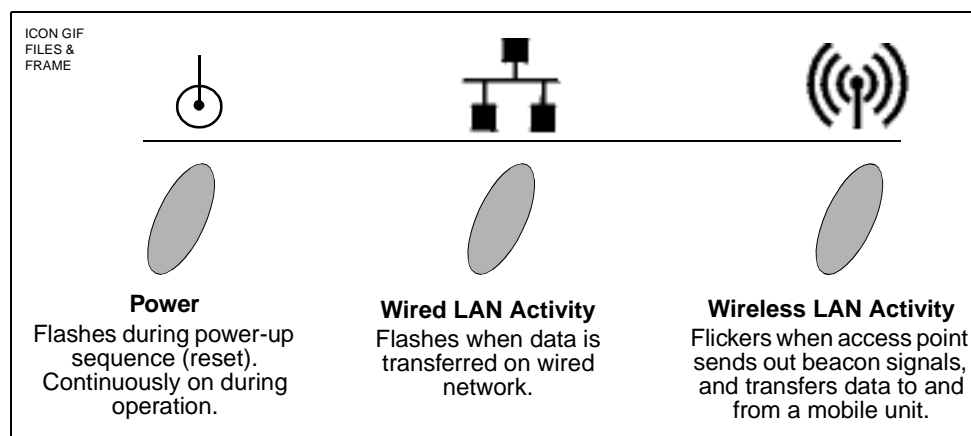 ICON GIF
FILES &
FRAME
Power
Flashes during power-up
sequence (reset).
Continuously on during
operation.
Wired LAN Activity
Flashes when data is
transferred on wired
network.
Wireless LAN Activity
Flickers when access point
sends out beacon signals,
and transfers data to and
from a mobile unit.